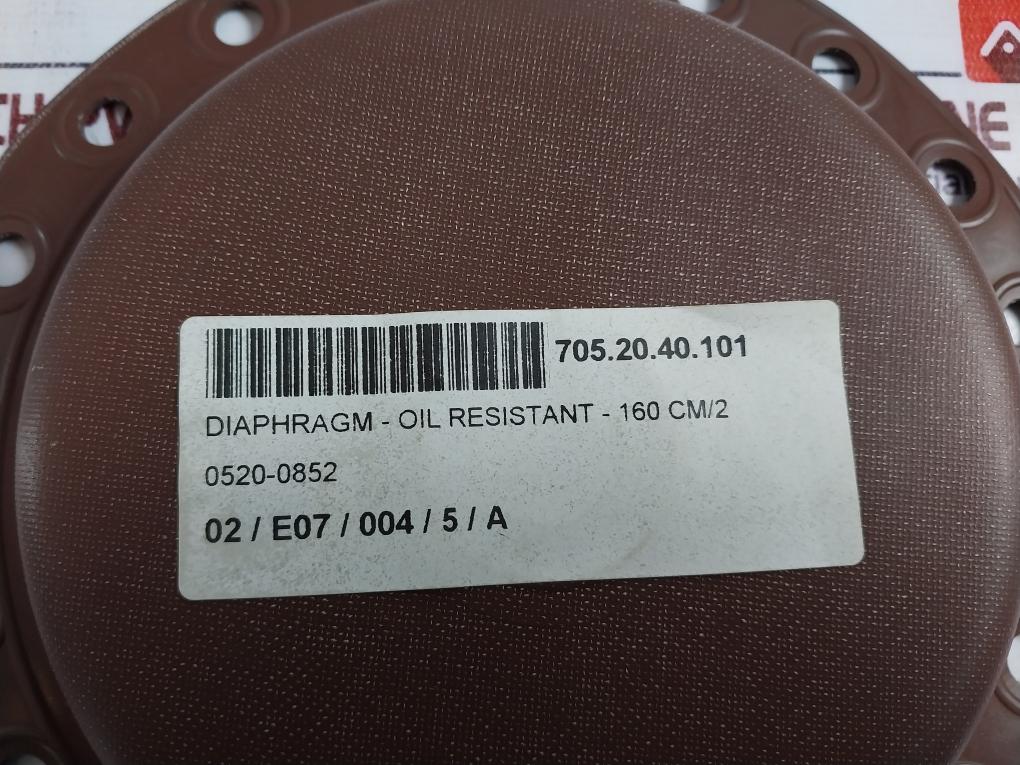 705.20.40.101
DIAPHRAGM - OIL RESISTANT - 160 CM/2
0520-0852
02 / E07 / 004 / 5 / A